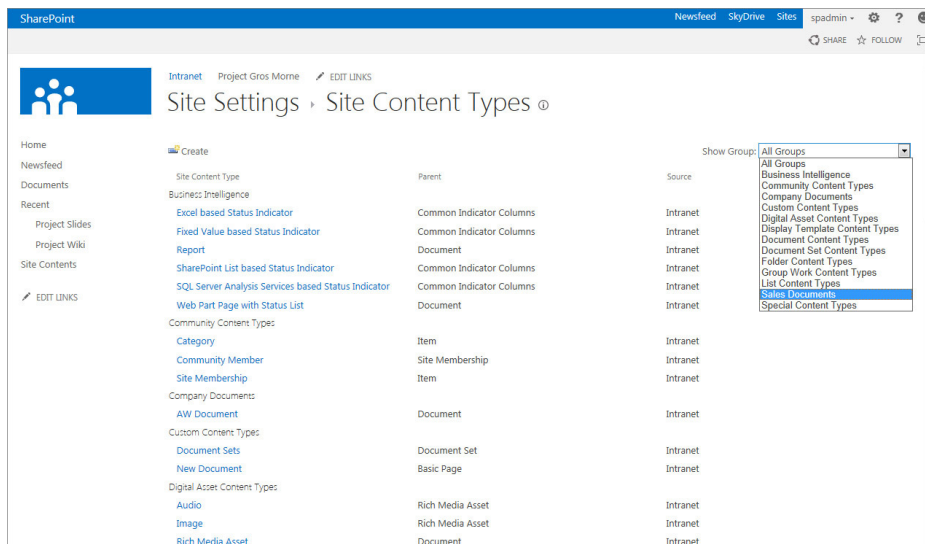 SharePoint Newsfeed SkyDrive Sites spadmin ?
SHARE FOLLOW
Intranet Project Gros Morne EDIT LINKS
Site Settings Site Content Types
Home
Newsfeed
Documents
Recent
Project Slides
Project Wiki
Site Contents
EDIT LINKS
Create Show Group: All Groups
All Groups
Business Intelligence
Community Content Types
Company Documents
Custom Content Types
Digital Asset Content Types
Display Template Content Types
Document Content Types
Document Set Content Types
Folder Content Types
Group Work Content Types
List Content Types
Sales Documents
Special Content Types
Site Content Type Parent Source
Business Intelligence
Excel based Status Indicator Common Indicator Columns Intranet
Fixed Value based Status Indicator Common Indicator Columns Intranet
Report Document Intranet
SharePoint List based Status Indicator Common Indicator Columns Intranet
SQL Server Analysis Services based Status Indicator Common Indicator Columns Intranet
Web Part Page with Status List Document Intranet
Community Content Types
Category Item Intranet
Community Member Site Membership Intranet
Site Membership Item Intranet
Company Documents
AW Document Document Intranet
Custom Content Types
Document Sets Document Set Intranet
New Document Basic Page Intranet
Digital Asset Content Types
Audio Rich Media Asset Intranet
Image Rich Media Asset Intranet
Rich Media Asset Document Intranet